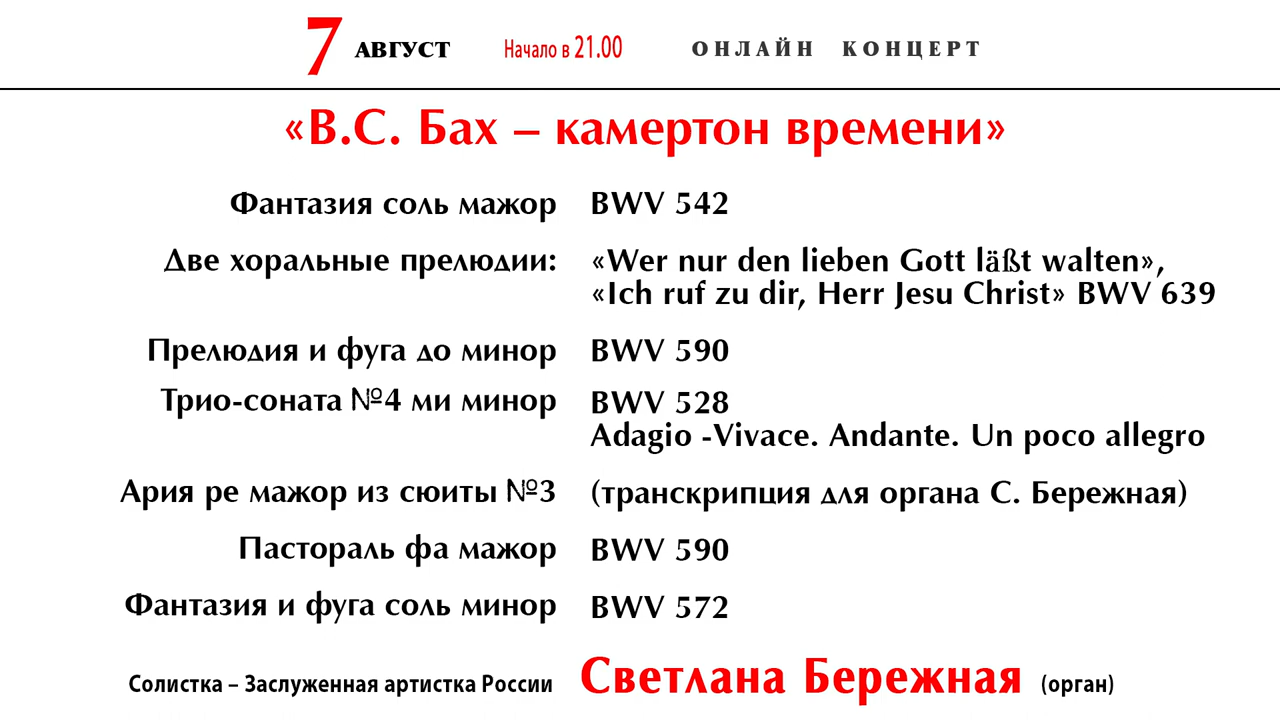 7 АВГУСТ Начало в 21.00 ОНЛАЙН КОНЦЕРТ
«В.С. Бах – камертон времени»
Фантазия соль мажор BWV 542
Две хоральные прелюдии: «Wer nur den lieben Gott läßt walten»,
«Ich ruf zu dir, Herr Jesu Christ» BWV 639
Прелюдия и фуга до минор BWV 590
Трио-соната №4 ми минор BWV 528
Adagio -Vivace. Andante. Un poco allegro
Ария ре мажор из сюиты №3 (транскрипция для органа С. Бережная)
Пастораль фа мажор BWV 590
Фантазия и фуга соль минор BWV 572
Солистка – Заслуженная артистка России Светлана Бережная (орган)